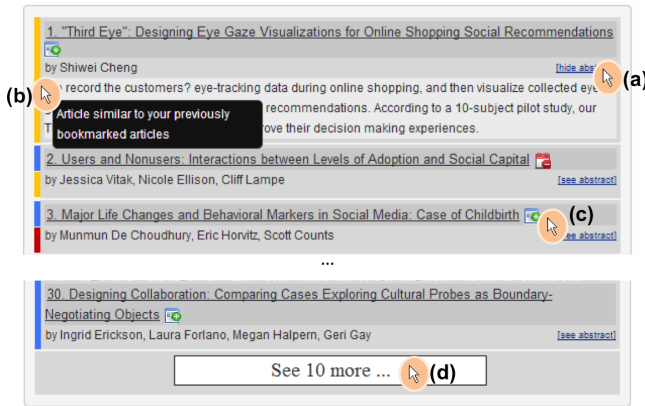 1. "Third Eye": Designing Eye Gaze Visualizations for Online Shopping Social Recommendations
by Shiwei Cheng
[hide abs
(a)
(b)
record the customers? eye-tracking data during online shopping, and then visualize collected eye
Article similar to your previously
bookmarked articles
recommendations. According to a 10-subject pilot study, our
T
ove their decision making experiences.
2. Users and Nonusers: Interactions between Levels of Adoption and Social Capital
by Jessica Vitak, Nicole Ellison, Cliff Lampe
[see abstract]
3. Major Life Changes and Behavioral Markers in Social Media: Case of Childbirth
(c)
by Munmun De Choudhury, Eric Horvitz, Scott Counts
ee abstract]
...
30. Designing Collaboration: Comparing Cases Exploring Cultural Probes as Boundary-
Negotiating Objects
by Ingrid Erickson, Laura Forlano, Megan Halpern, Geri Gay
[see abstract]
See 10 more ...
(d)